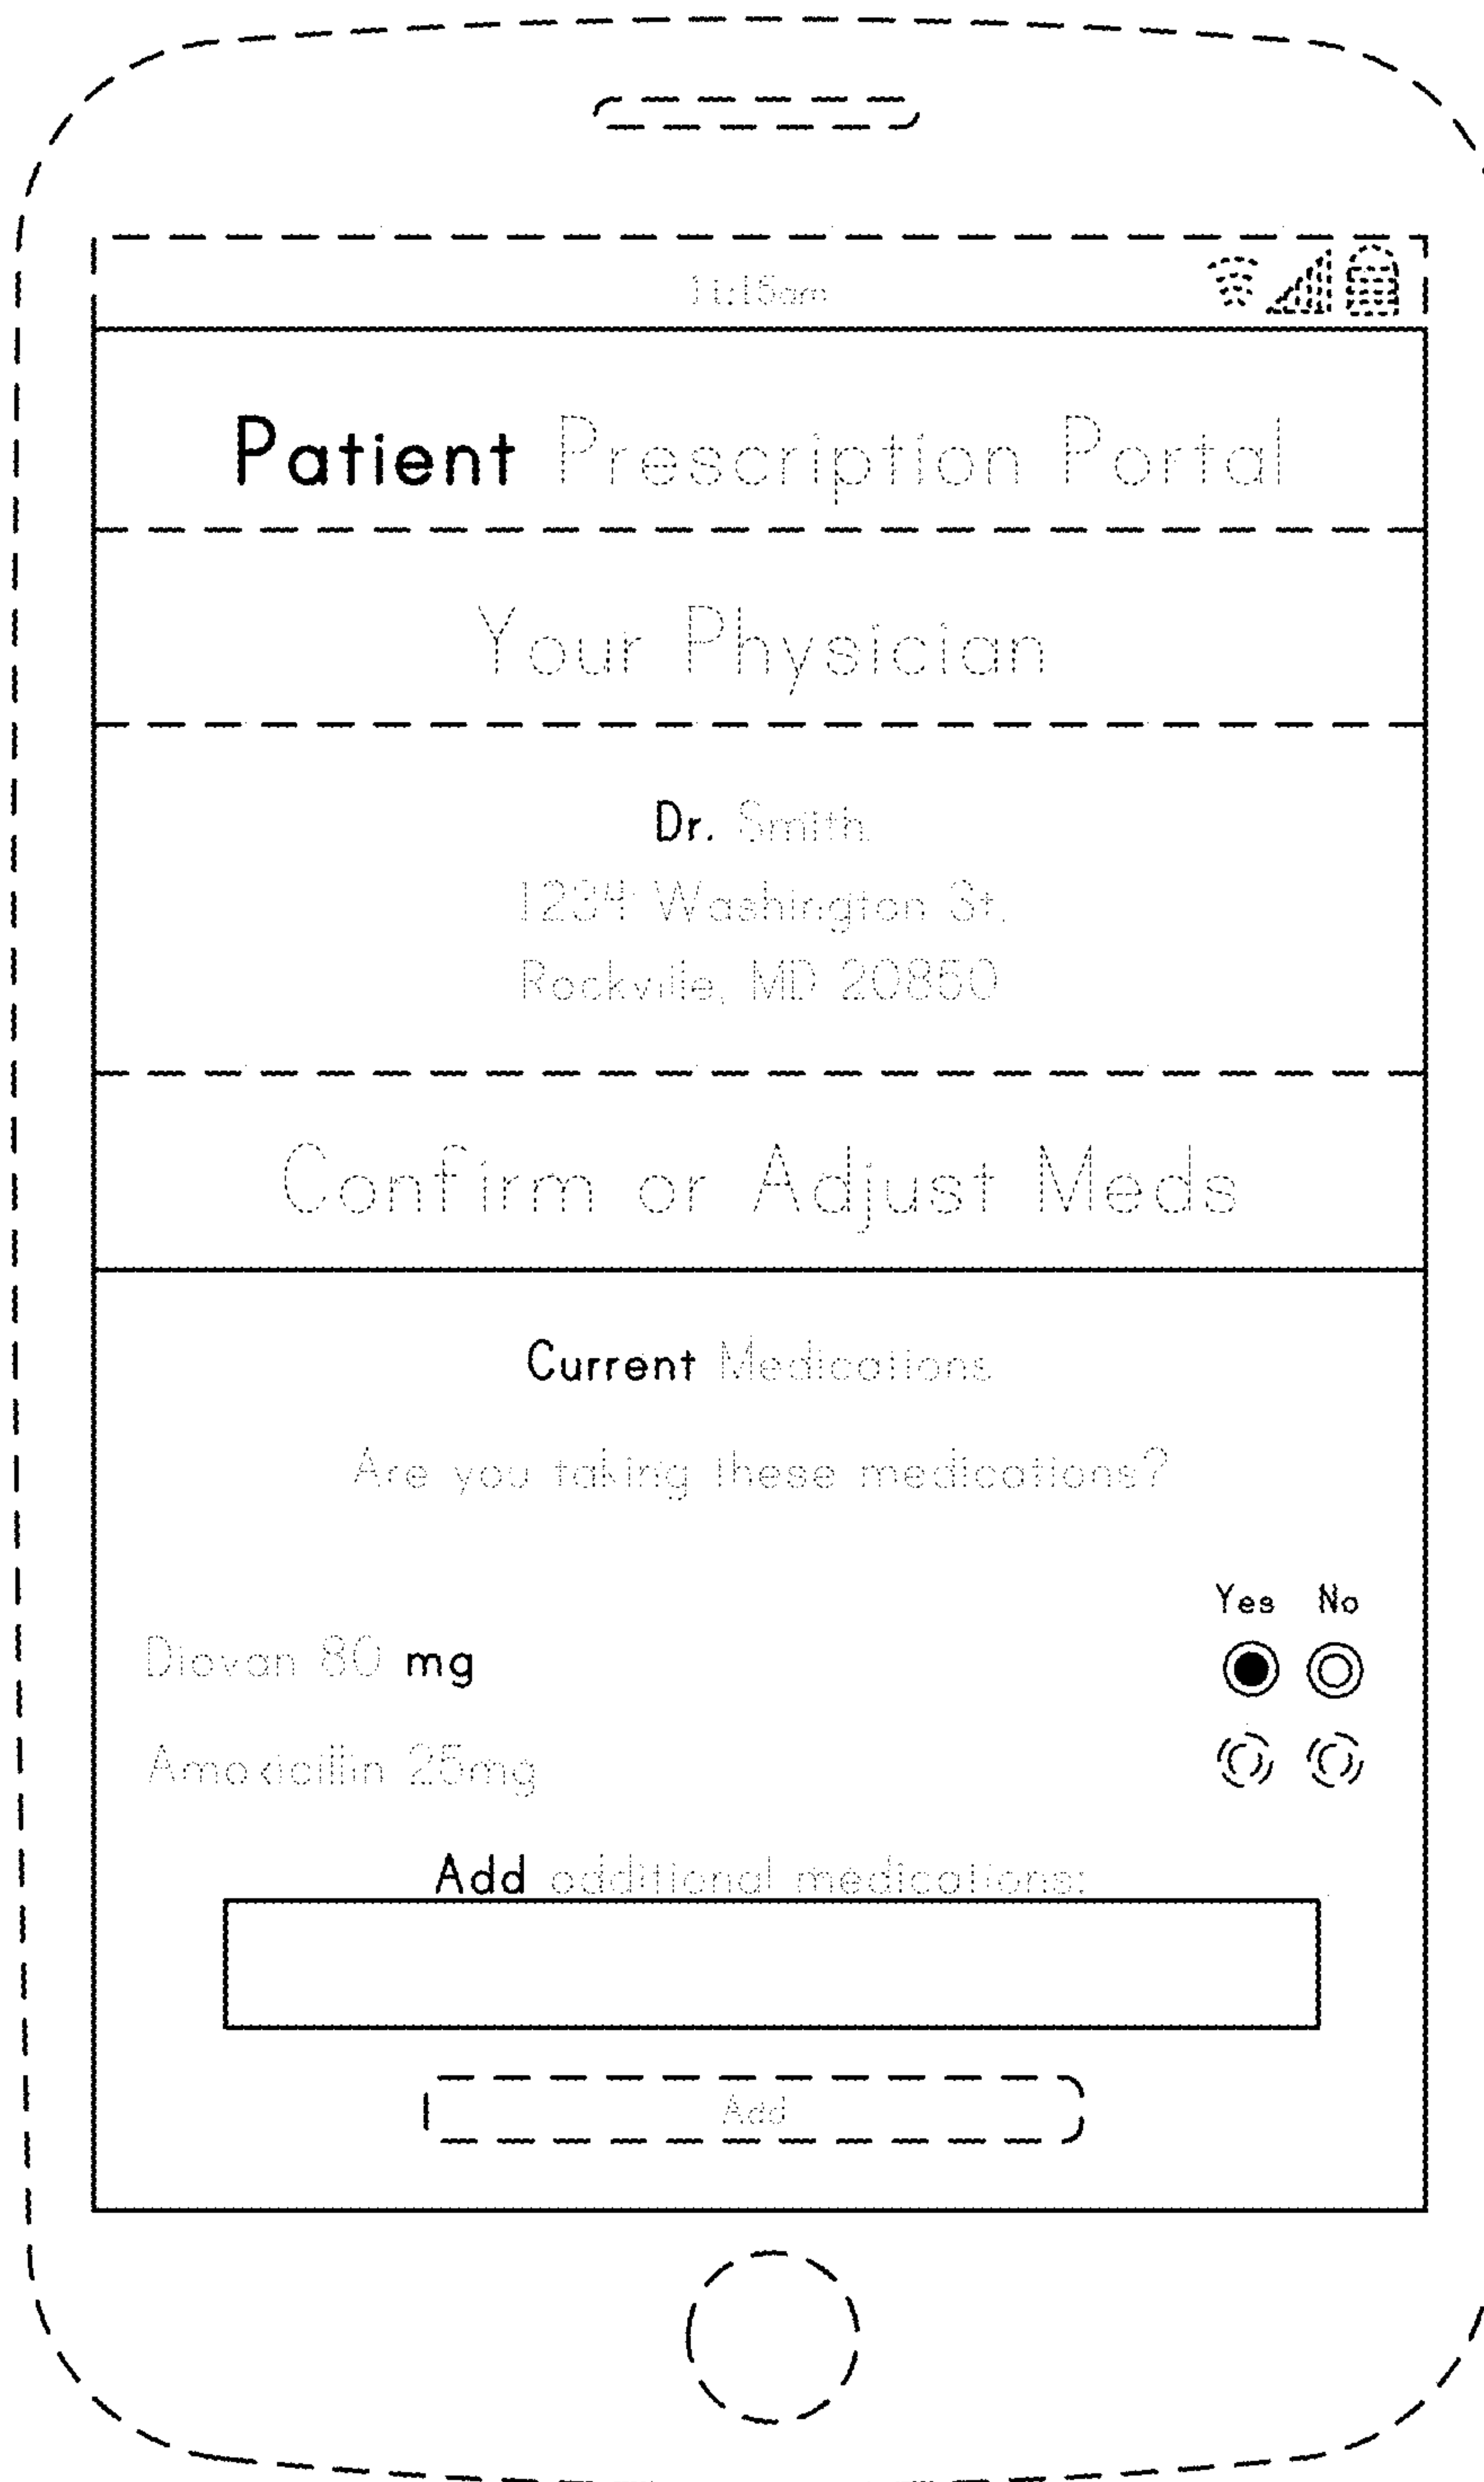 11:15am
Patient Prescription Portal
Your Physician
Dr. Smith
1234 Washington St.
Rockville, MD 20850
Confirm or Adjust Meds
Current Medications
Are you taking these medications?
Yes No
Diovan 80 mg
Amoxicillin 25mg
Add additional medications:
Add